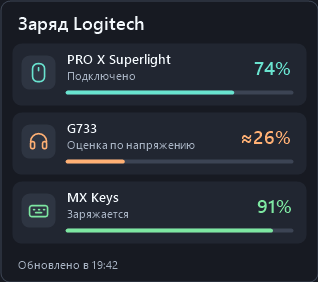 Заряд Logitech
PRO X Superlight
Подключено
74%
G733
Оценка по напряжению
≈26%
MX Keys
Заряжается
91%
Обновлено в 19:42